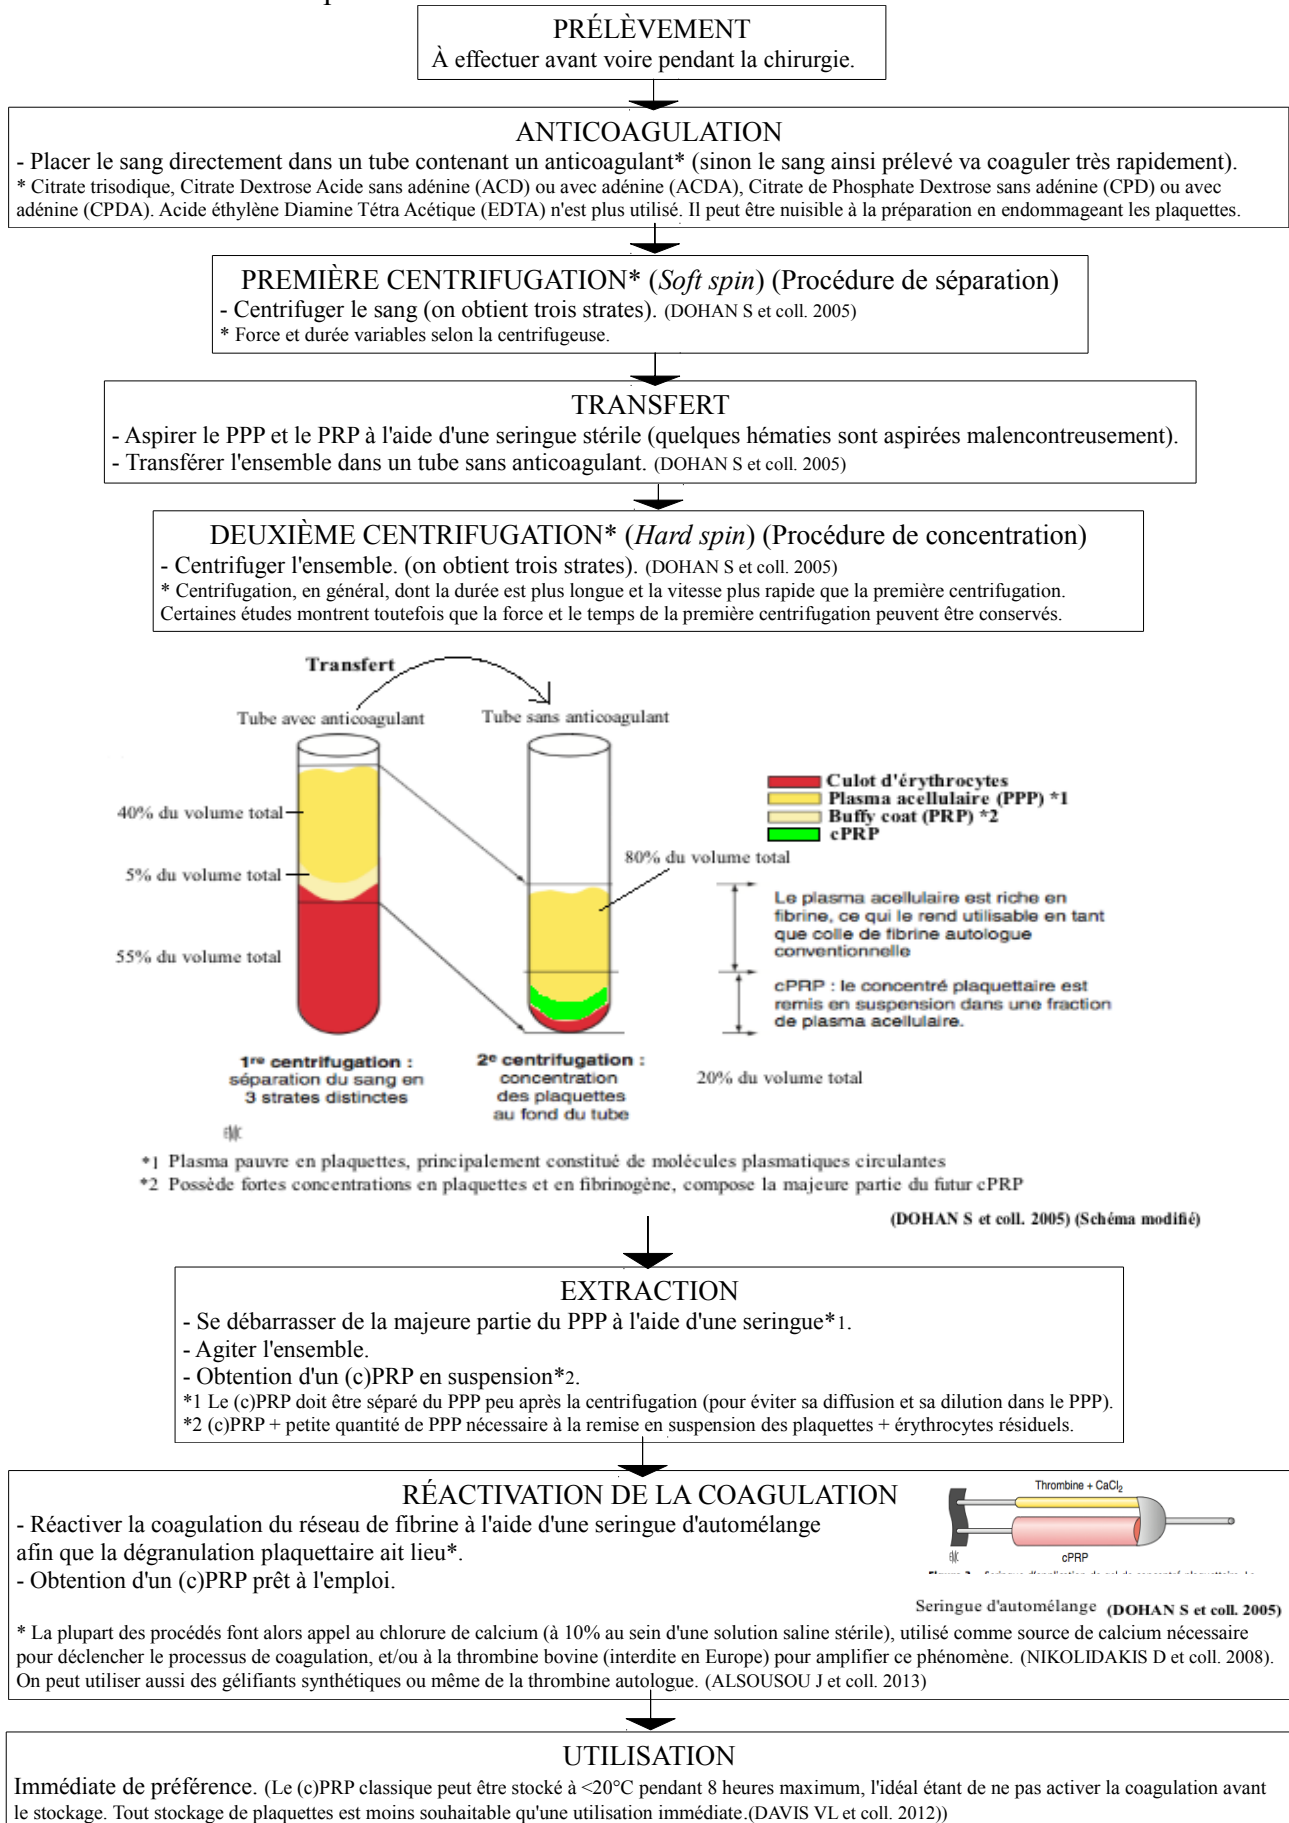 PRÉLÈVEMENT
À effectuer avant voire pendant la chirurgie.
ANTICOAGULATION
- Placer le sang directement dans un tube contenant un anticoagulant* (sinon le sang ainsi prélevé va coaguler très rapidement).
* Citrate trisodique, Citrate Dextrose Acide sans adénine (ACD) ou avec adénine (ACDA), Citrate de Phosphate Dextrose sans adénine (CPD) ou avec
adénine (CPDA). Acide éthylène Diamine Tétra Acétique (EDTA) n'est plus utilisé. Il peut être nuisible à la préparation en endommageant les plaquettes.
PREMIÈRE CENTRIFUGATION* (Soft spin) (Procédure de séparation)
- Centifuger le sang (on obtient trois strates). (DOHAN S et coll. 2005)
* Force et durée variables selon la centrifugeuse.
TRANSFERT
- Aspirer le PPP et le PRP à l'aide d'une seringue stérile (quelques hématies sont aspirées malencontreusement).
- Transférer l'ensemble dans un tube sans anticoagulant. (DOHAN S et coll. 2005)
DEUXIÈME CENTRIFUGATION* (Hard spin) (Procédure de concentration)
- Centifuger l'ensemble. (on obtient trois strates). (DOHAN S et coll. 2005)
* Centrifugation, en général, dont la durée est plus longue et la vitesse plus rapide que la première centrifugation.
Certaines études montrent toutefois que la force et le temps de la première centrifugation peuvent être conservés.
Transfert
Tube avec anticoagulant
Tube sans anticoagulant
Culot d'érythrocytes
Plasma acellulaire (PPP) *1
Buffy coat (PRP) *2
cPRP
40% du volume total
5% du volume total
55% du volume total
80% du volume total
Le plasma acellulaire est riche en
fibrine, ce qui le rend utilisable en tant
que colle de fibrine autologue
conventionnelle
cPRP : le concentré plaquettaire est
remis en suspension dans une fraction
de plasma acellulaire.
20% du volume total
1re centrifugation :
séparation du sang en
3 strates distinctes
2e centrifugation :
concentration
des plaquettes
au fond du tube
EMC
*1 Plasma pauvre en plaquettes, principalement constitué de molécules plasmatiques circulantes
*2 Possède fortes concentrations en plaquettes et en fibrinogène, compose la majeure partie du futur cPRP
(DOHAN S et coll. 2005) (Schéma modifié)
EXTRACTION
- Se débarrasser de la majeure partie du PPP à l'aide d'une seringue*1.
- Agiter l'ensemble.
- Obtention d'un (c)PRP en suspension*2.
*1 Le (c)PRP doit être séparé du PPP peu après la centrifugation (pour éviter sa diffusion et sa dilution dans le PPP).
*2 (c)PRP + petite quantité de PPP nécessaire à la remise en suspension des plaquettes + érythrocytes résiduels.
RÉACTIVATION DE LA COAGULATION
- Réactiver la coagulation du réseau de fibrine à l'aide d'une seringue d'automélange
afin que la dégranulation plaquettaire ait lieu*.
- Obtention d'un (c)PRP prêt à l'emploi.
Thrombine + CaCl2
EMC
cPRP
Seringue d'automélange (DOHAN S et coll. 2005)
* La plupart des procédés font alors appel au chlorure de calcium (à 10% au sein d'une solution saline stérile), utilisé comme source de calcium nécessaire
pour déclencher le processus de coagulation, et/ou à la thrombine bovine (interdite en Europe) pour amplifier ce phénomène. (NIKOLIDAKIS D et coll. 2008).
On peut utiliser aussi des gélifiants synthétiques ou même de la thrombine autologue. (ALSOUSOU J et coll. 2013)
UTILISATION
Immédiate de préférence. (Le (c)PRP classique peut être stocké à <20°C pendant 8 heures maximum, l'idéal étant de ne pas activer la coagulation avant
le stockage. Tout stockage de plaquettes est moins souhaitable qu'une utilisation immédiate.(DAVIS VL et coll. 2012))